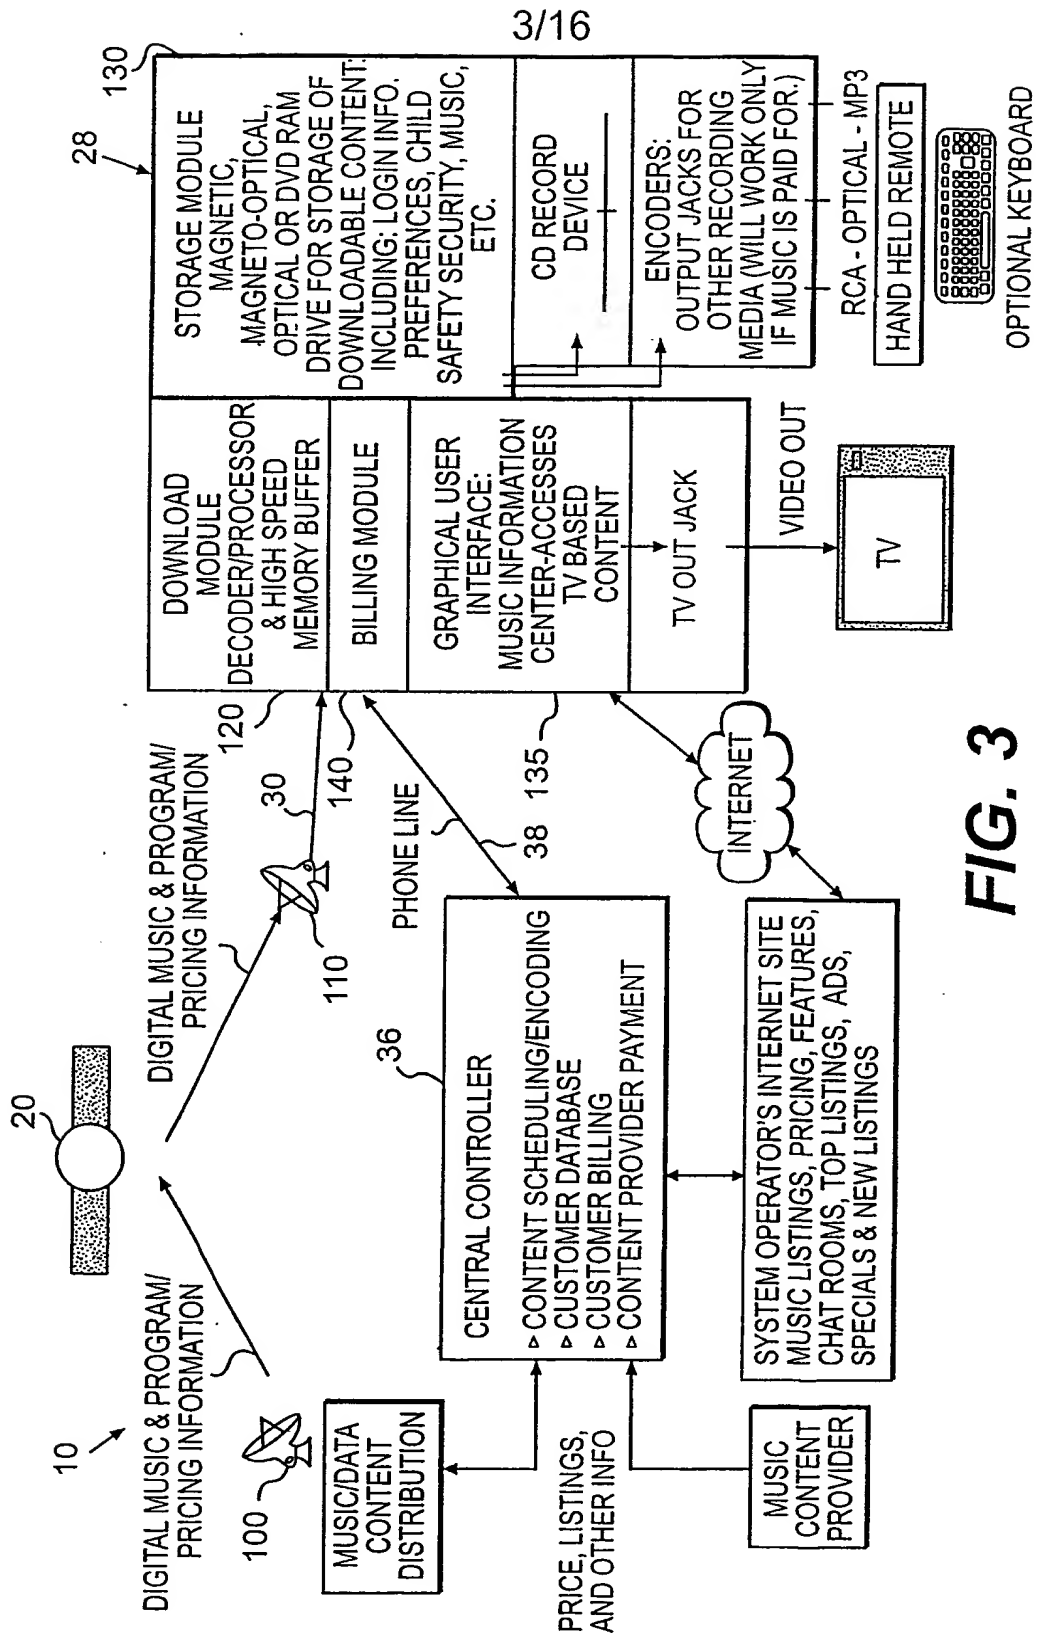 3/16
10
DIGITAL MUSIC & PROGRAM/
PRICING INFORMATION
100
MUSIC/DATA
CONTENT
DISTRIBUTION
20
DIGITAL MUSIC & PROGRAM/
PRICING INFORMATION
110
30
PRICE, LISTINGS,
AND OTHER INFO
MUSIC
CONTENT
PROVIDER
36
CENTRAL CONTROLLER
▹ CONTENT SCHEDULING/ENCODING
▹ CUSTOMER DATABASE
▹ CUSTOMER BILLING
▹ CONTENT PROVIDER PAYMENT
PHONE LINE
38
SYSTEM OPERATOR'S INTERNET SITE
MUSIC LISTINGS, PRICING, FEATURES,
CHAT ROOMS, TOP LISTINGS, ADS,
SPECIALS & NEW LISTINGS
INTERNET
28
120
DOWNLOAD
MODULE
DECODER/PROCESSOR
& HIGH SPEED
MEMORY BUFFER
140
BILLING MODULE
135
GRAPHICAL USER
INTERFACE:
MUSIC INFORMATION
CENTER-ACCESSES
TV BASED
CONTENT
TV OUT JACK
VIDEO OUT
TV
130
STORAGE MODULE
MAGNETIC,
MAGNETO-OPTICAL,
OPTICAL OR DVD RAM
DRIVE FOR STORAGE OF
DOWNLOADABLE CONTENT:
INCLUDING: LOGIN INFO.
PREFERENCES, CHILD
SAFETY SECURITY, MUSIC,
ETC.
CD RECORD
DEVICE
ENCODERS:
OUTPUT JACKS FOR
OTHER RECORDING
MEDIA (WILL WORK ONLY
IF MUSIC IS PAID FOR.)
RCA - OPTICAL - MP3
HAND HELD REMOTE
OPTIONAL KEYBOARD
FIG. 3